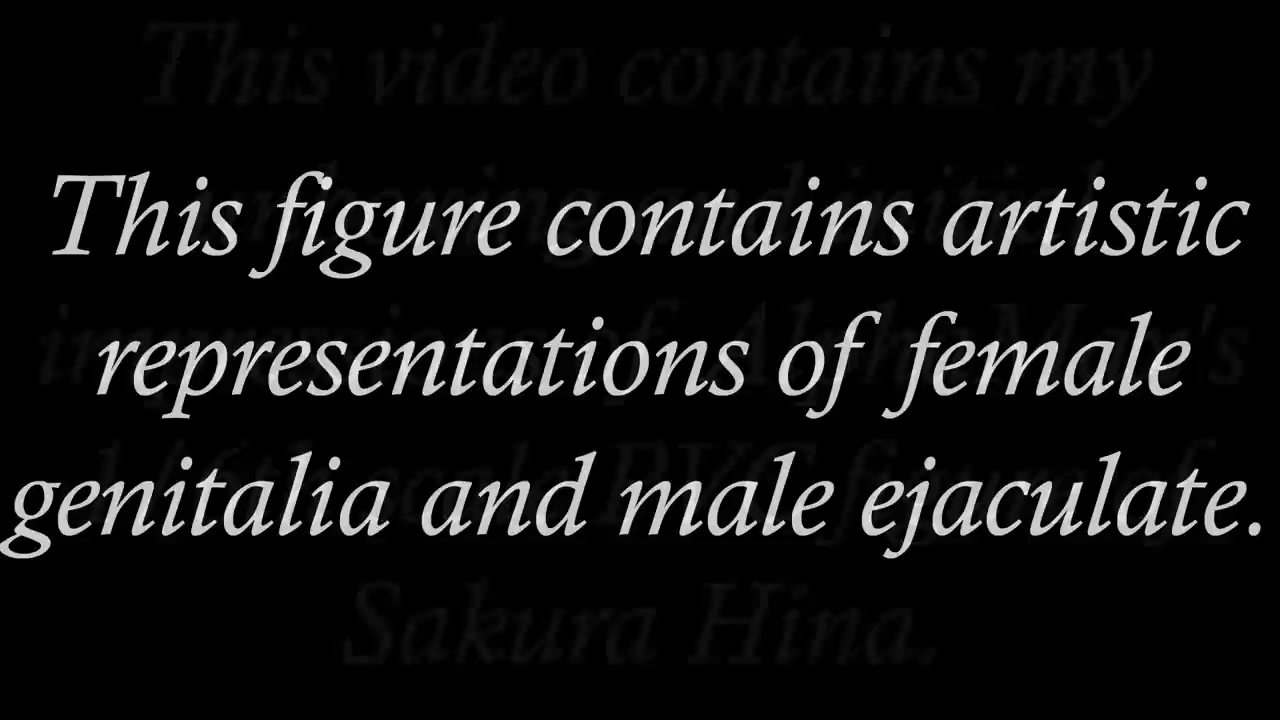 This video contains my
This figure contains artistic
representations of female
genitalia and male ejaculate.
Sakura Hina.